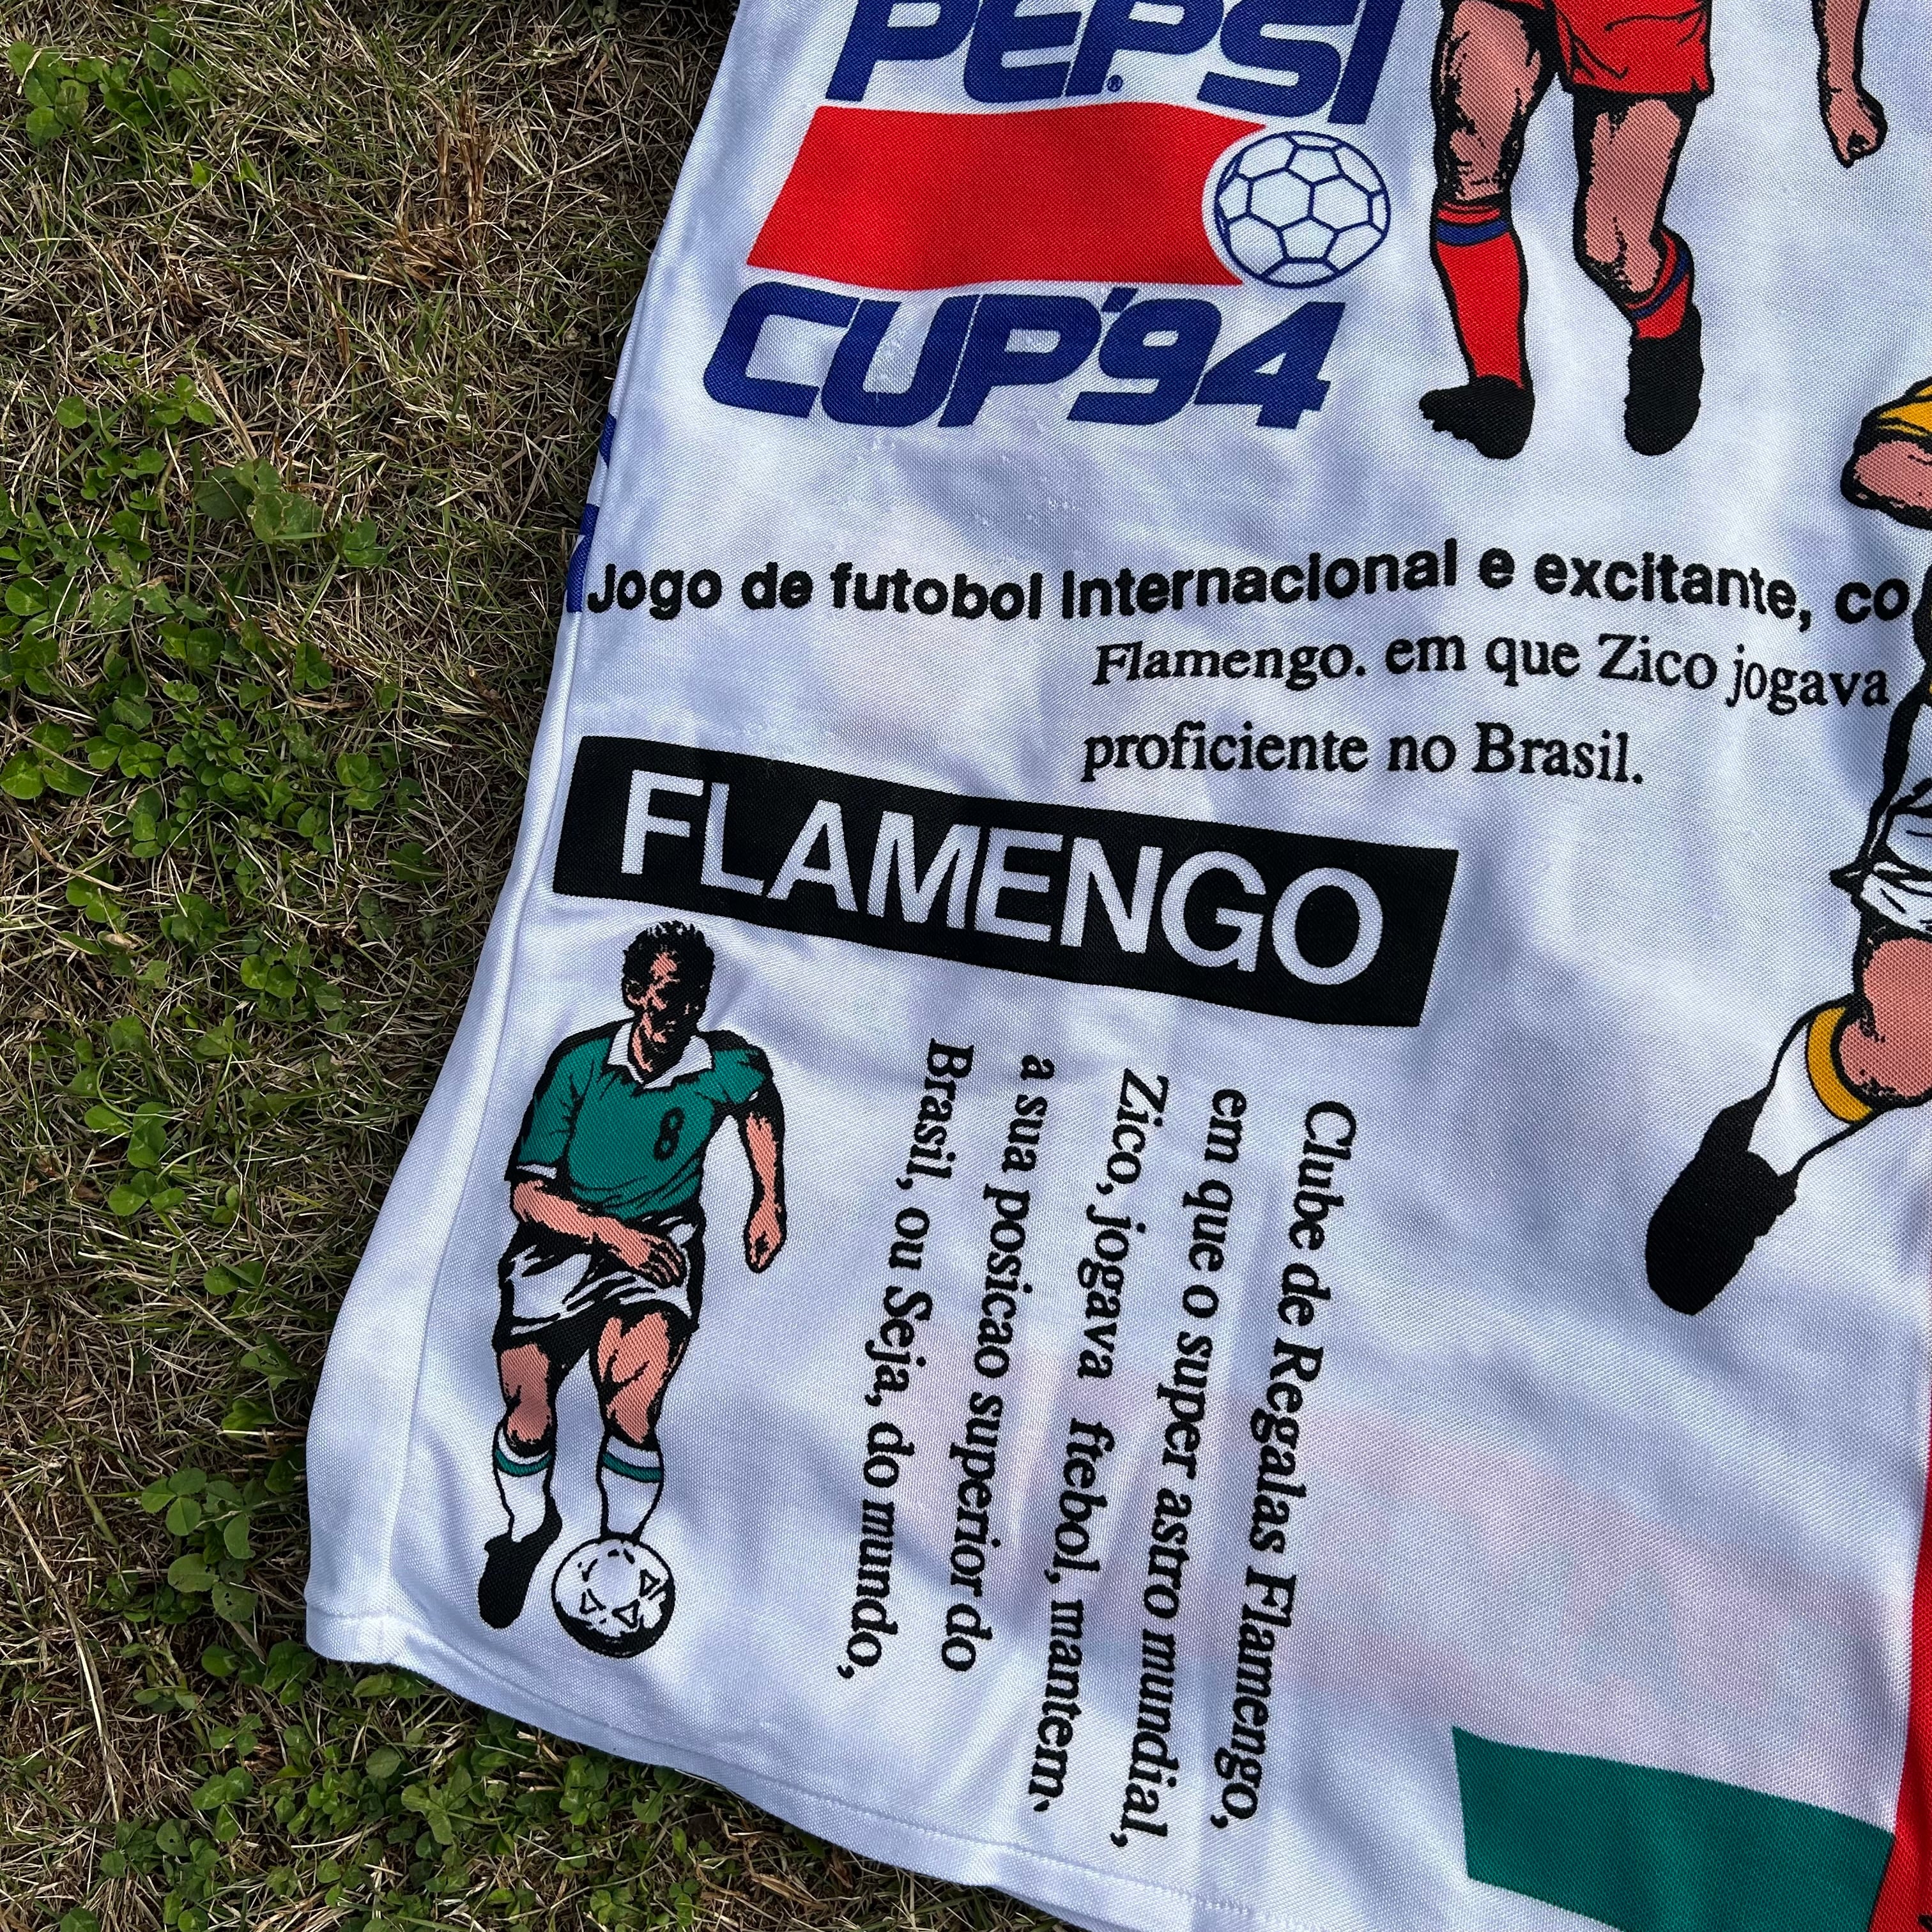 PEPSI
CUP'94
Jogo de futobol Internacional e excitante, co
Flamengo. em que Zico jogava
proficiente no Brasil.
FLAMENGO
8
Clube de Regalas Flamengo,
em que o super astro mundial,
Zico, jogava ftebol, mantem.
a sua posicao superior do
Brasil, ou Seja, do mundo,